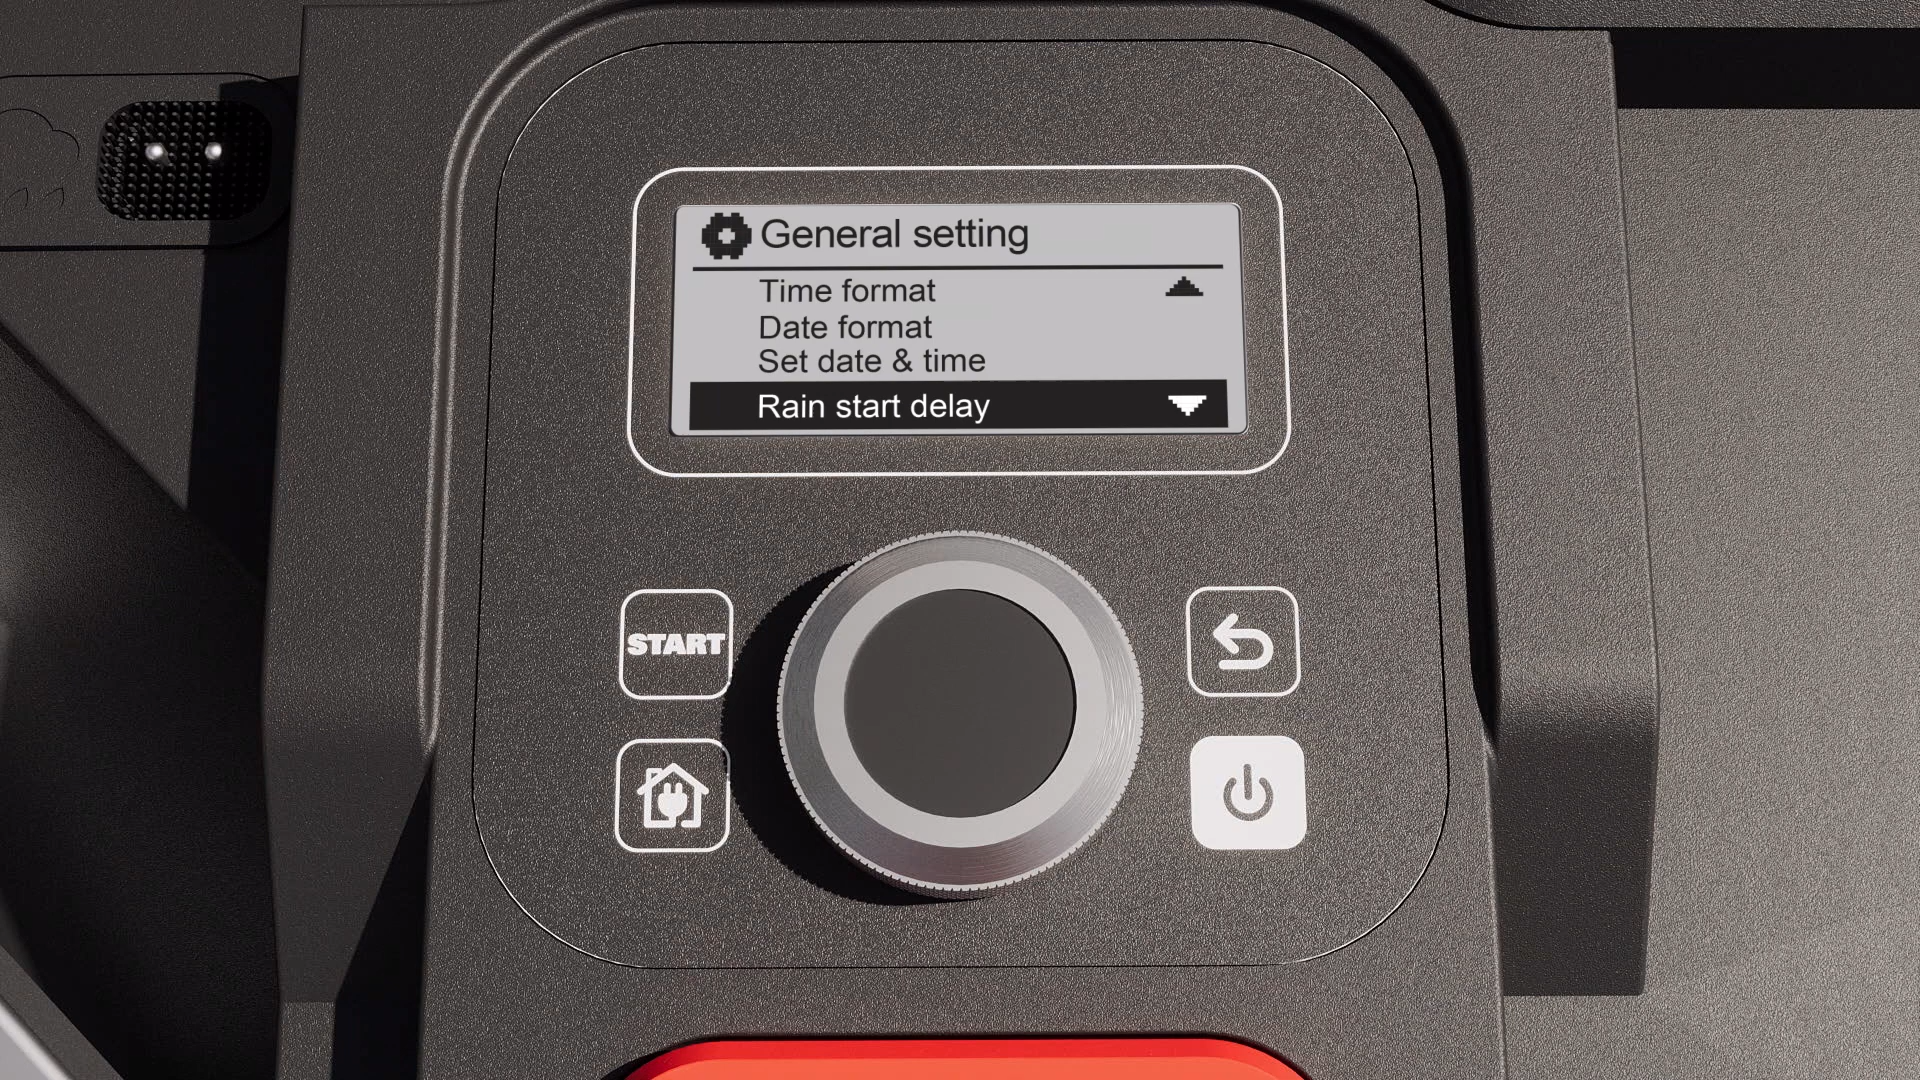 General setting
Time format
Date format
Set date & time
Rain start delay
START